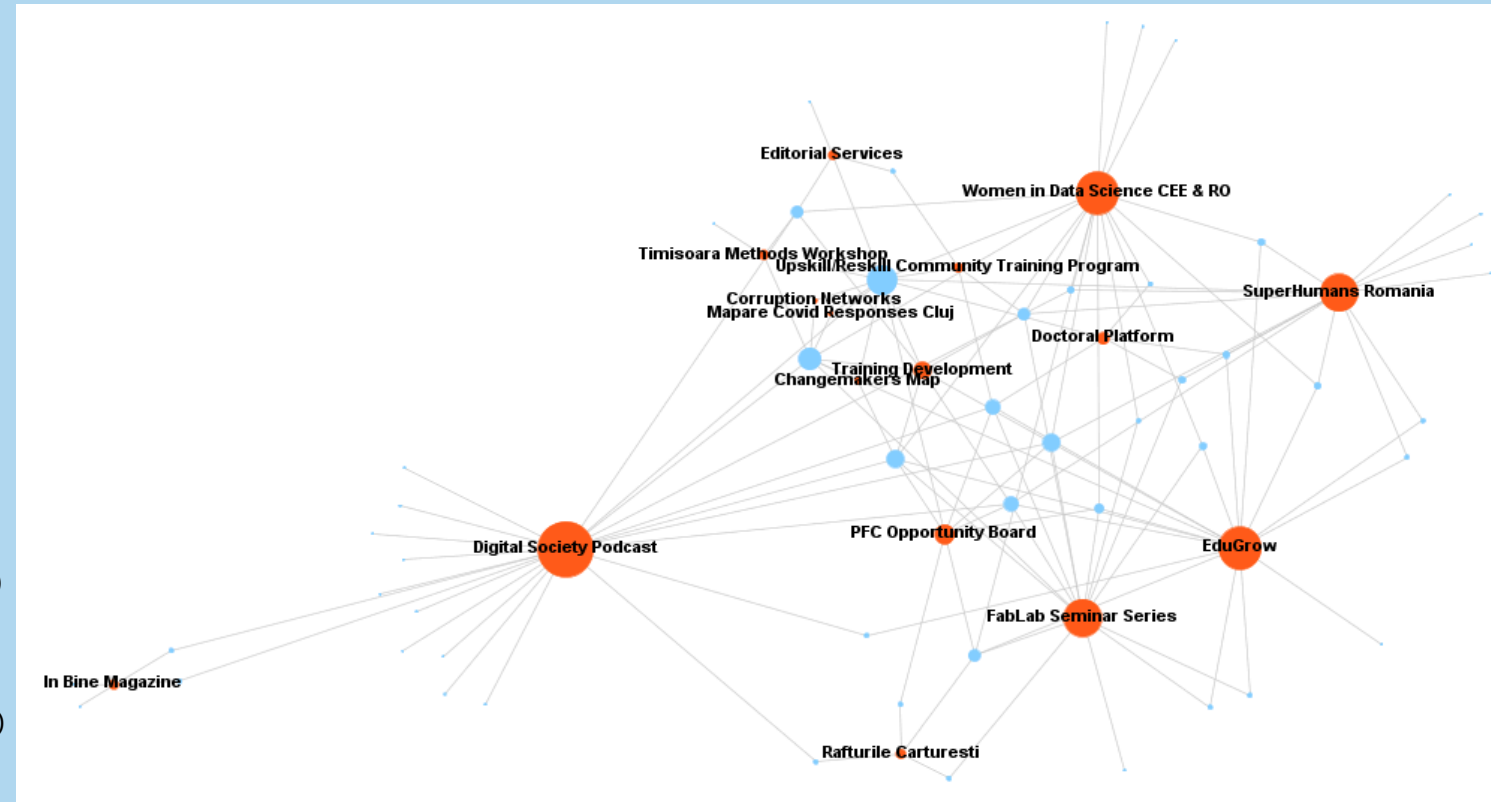 Editorial Services
Women in Data Science CEE & RO
Timisoara Methods Workshop
Upskill/Reskill Community Training Program
SuperHumans Romania
Corruption Networks
Mapare Covid Responses Cluj
Doctoral Platform
Training Development
Changemakers Map
PFC Opportunity Board
Digital Society Podcast
EduGrow
)
FabLab Seminar Series
In Bine Magazine
)
Rafturile Carturesti